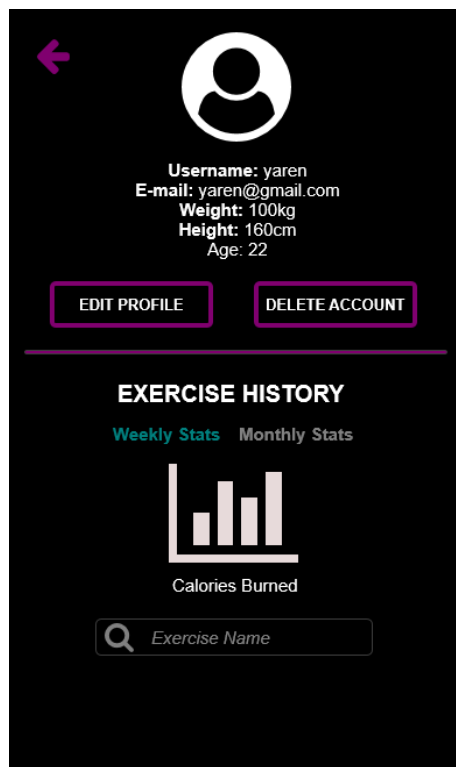 Username: yaren
E-mail: yaren@gmail.com
Weight: 100kg
Height: 160cm
Age: 22
EDIT PROFILE DELETE ACCOUNT
EXERCISE HISTORY
Weekly Stats Monthly Stats
Calories Burned
Exercise Name